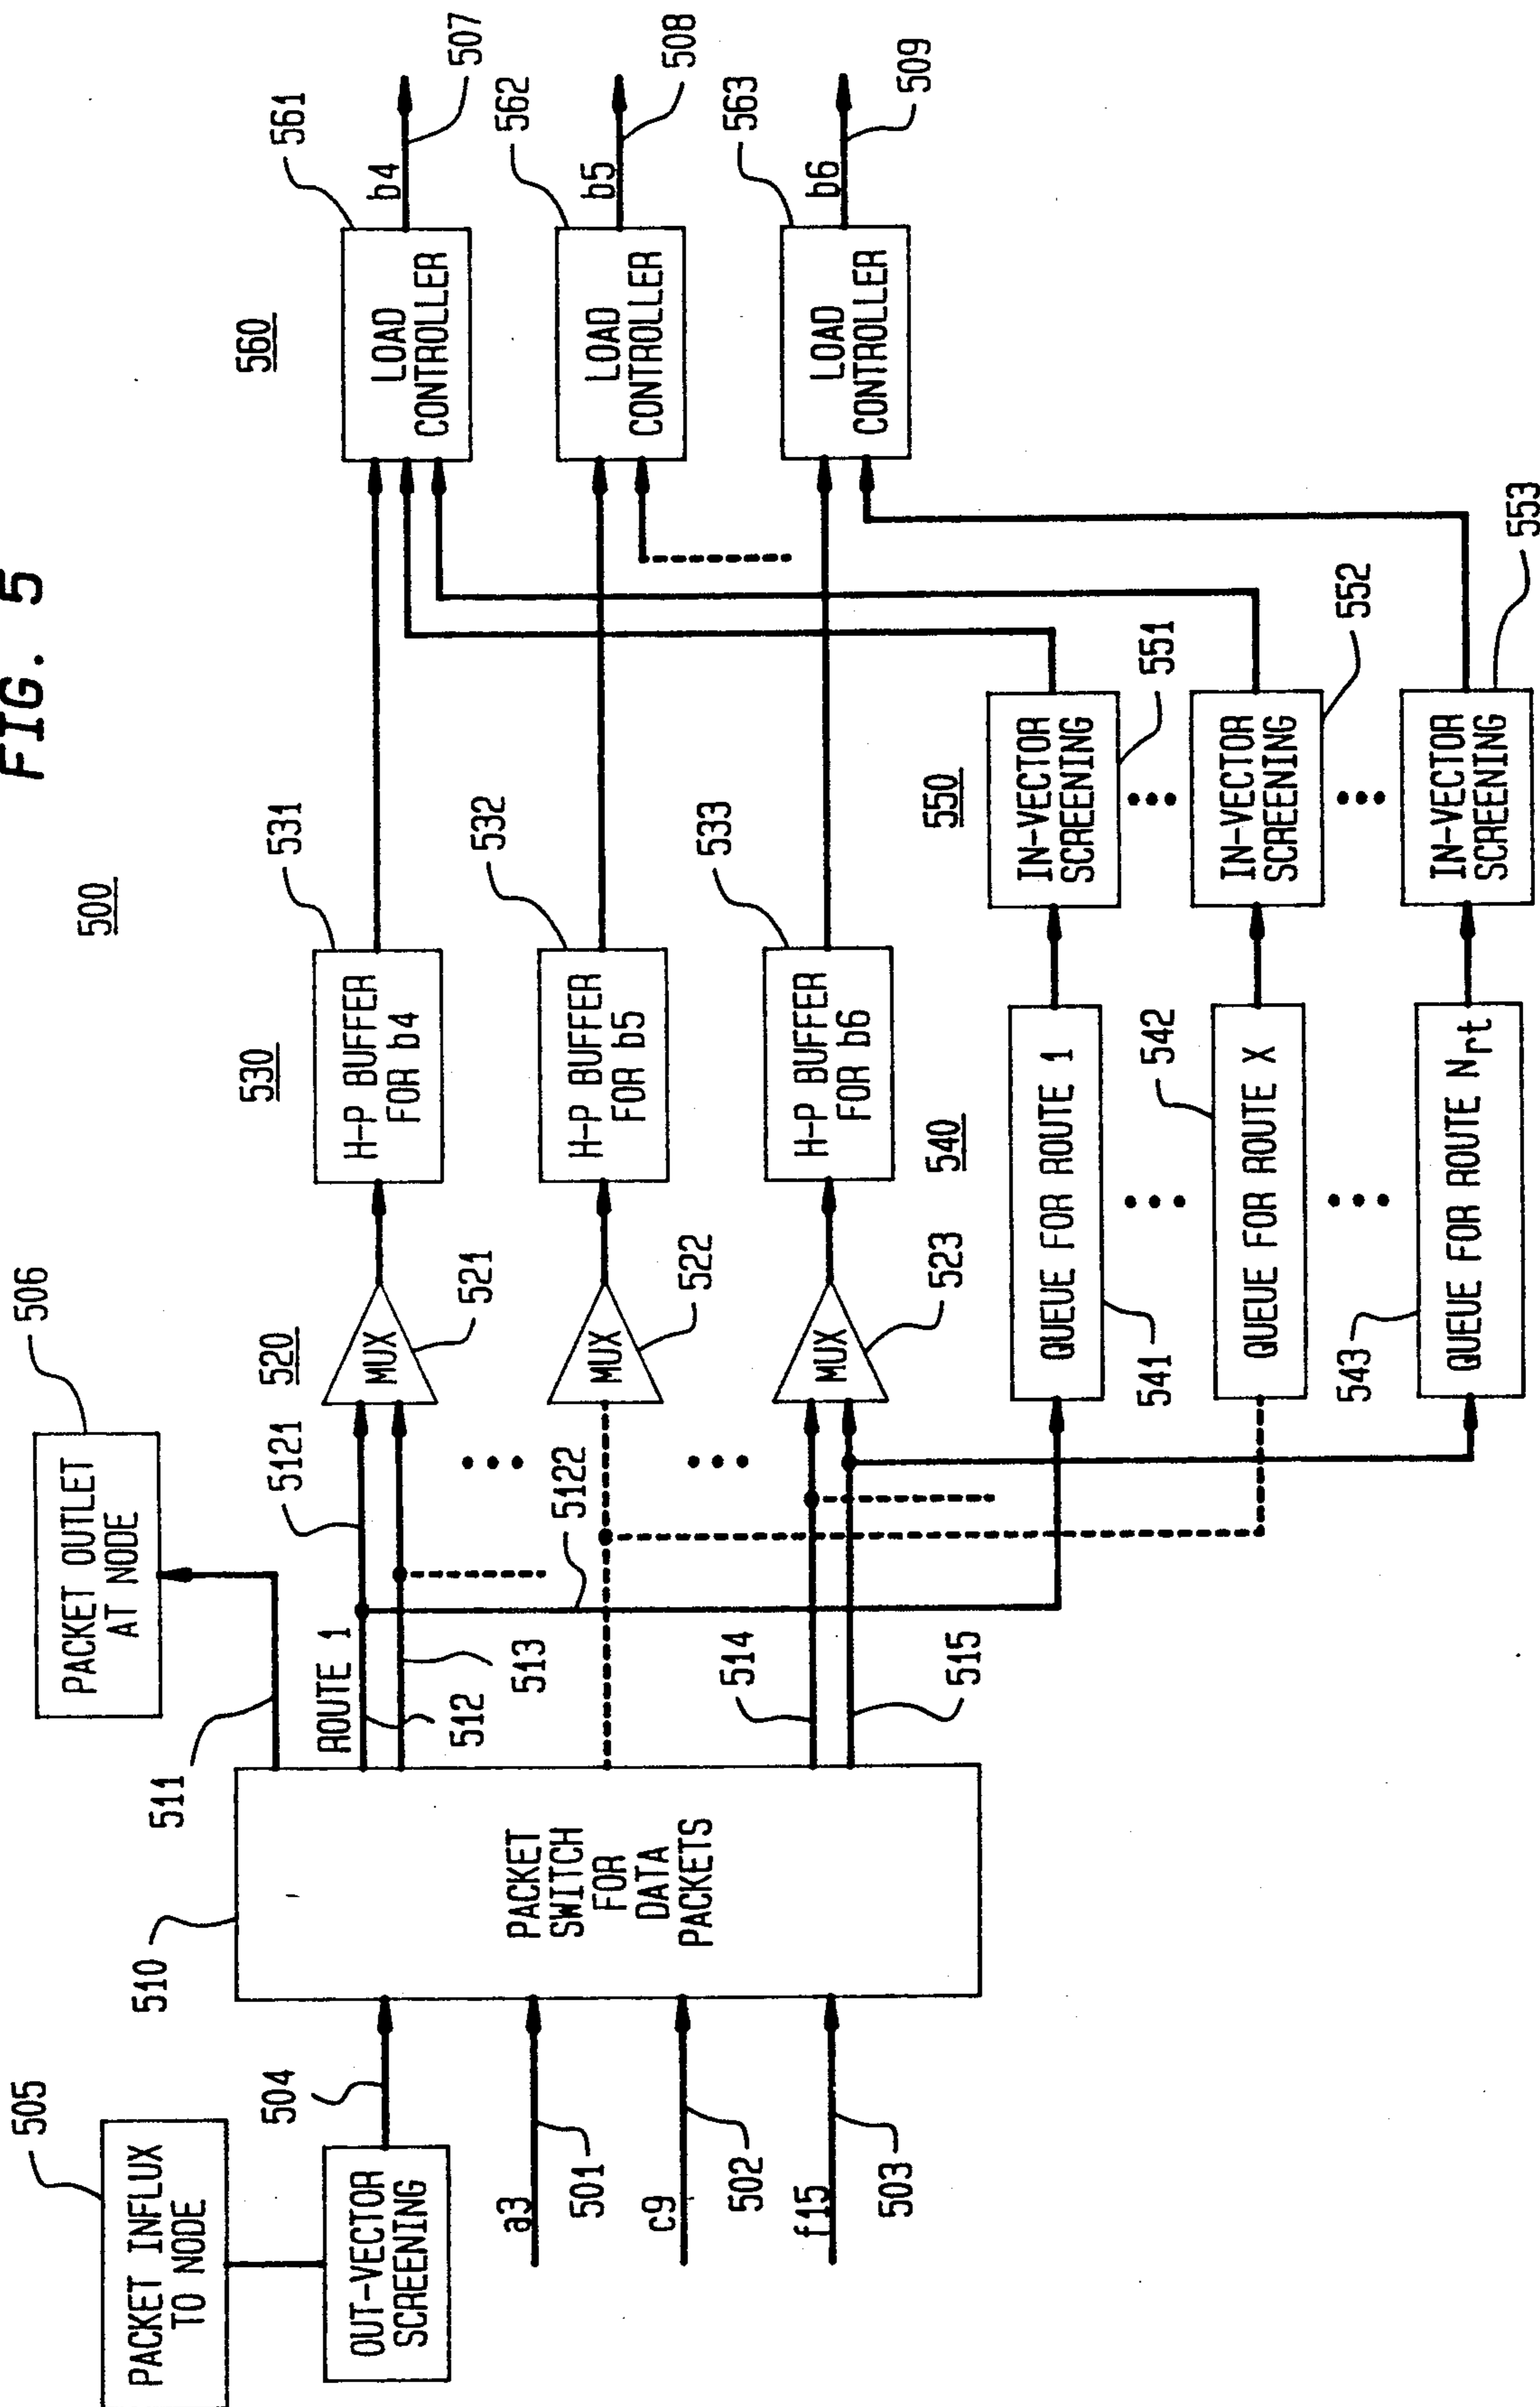 FIG. 5
500
505
PACKET INFLUX
TO NODE
OUT-VECTOR
SCREENING
504
a3
501
c9
502
f15
503
510
PACKET
SWITCH
FOR
DATA
PACKETS
511
506
PACKET OUTLET
AT NODE
ROUTE 1
512
513
514
515
5121
5122
520
MUX
521
MUX
522
MUX
523
530
H-P BUFFER
FOR b4
531
H-P BUFFER
FOR b5
532
H-P BUFFER
FOR b6
533
540
QUEUE FOR ROUTE 1
541
QUEUE FOR ROUTE X
542
QUEUE FOR ROUTE Nrt
543
550
IN-VECTOR
SCREENING
551
IN-VECTOR
SCREENING
552
IN-VECTOR
SCREENING
553
560
LOAD
CONTROLLER
561
b4
507
LOAD
CONTROLLER
562
b5
508
LOAD
CONTROLLER
563
b6
509